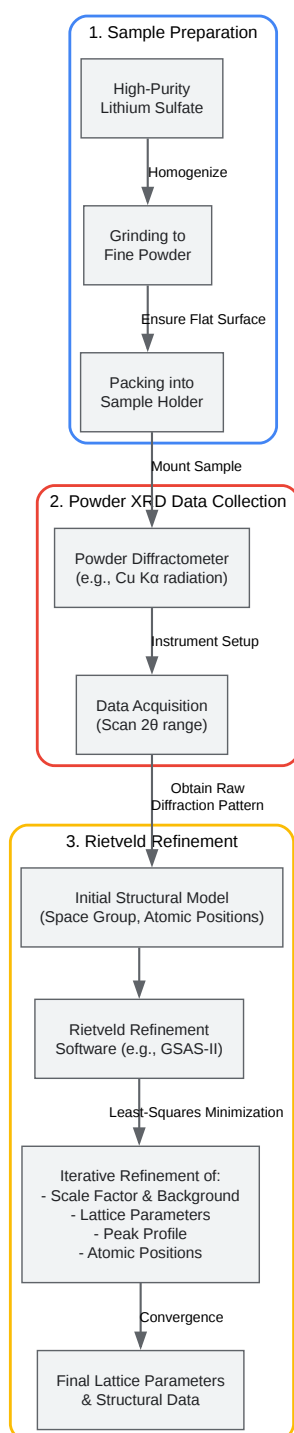 1. Sample Preparation
High-Purity
Lithium Sulfate
Homogenize
Grinding to
Fine Powder
Ensure Flat Surface
Packing into
Sample Holder
Mount Sample
2. Powder XRD Data Collection
Powder Diffractometer
(e.g., Cu Kα radiation)
Instrument Setup
Data Acquisition
(Scan 2θ range)
Obtain Raw
Diffraction Pattern
3. Rietveld Refinement
Initial Structural Model
(Space Group, Atomic Positions)
Rietveld Refinement
Software (e.g., GSAS-II)
Least-Squares Minimization
Iterative Refinement of:
- Scale Factor & Background
- Lattice Parameters
- Peak Profile
- Atomic Positions
Convergence
Final Lattice Parameters
& Structural Data